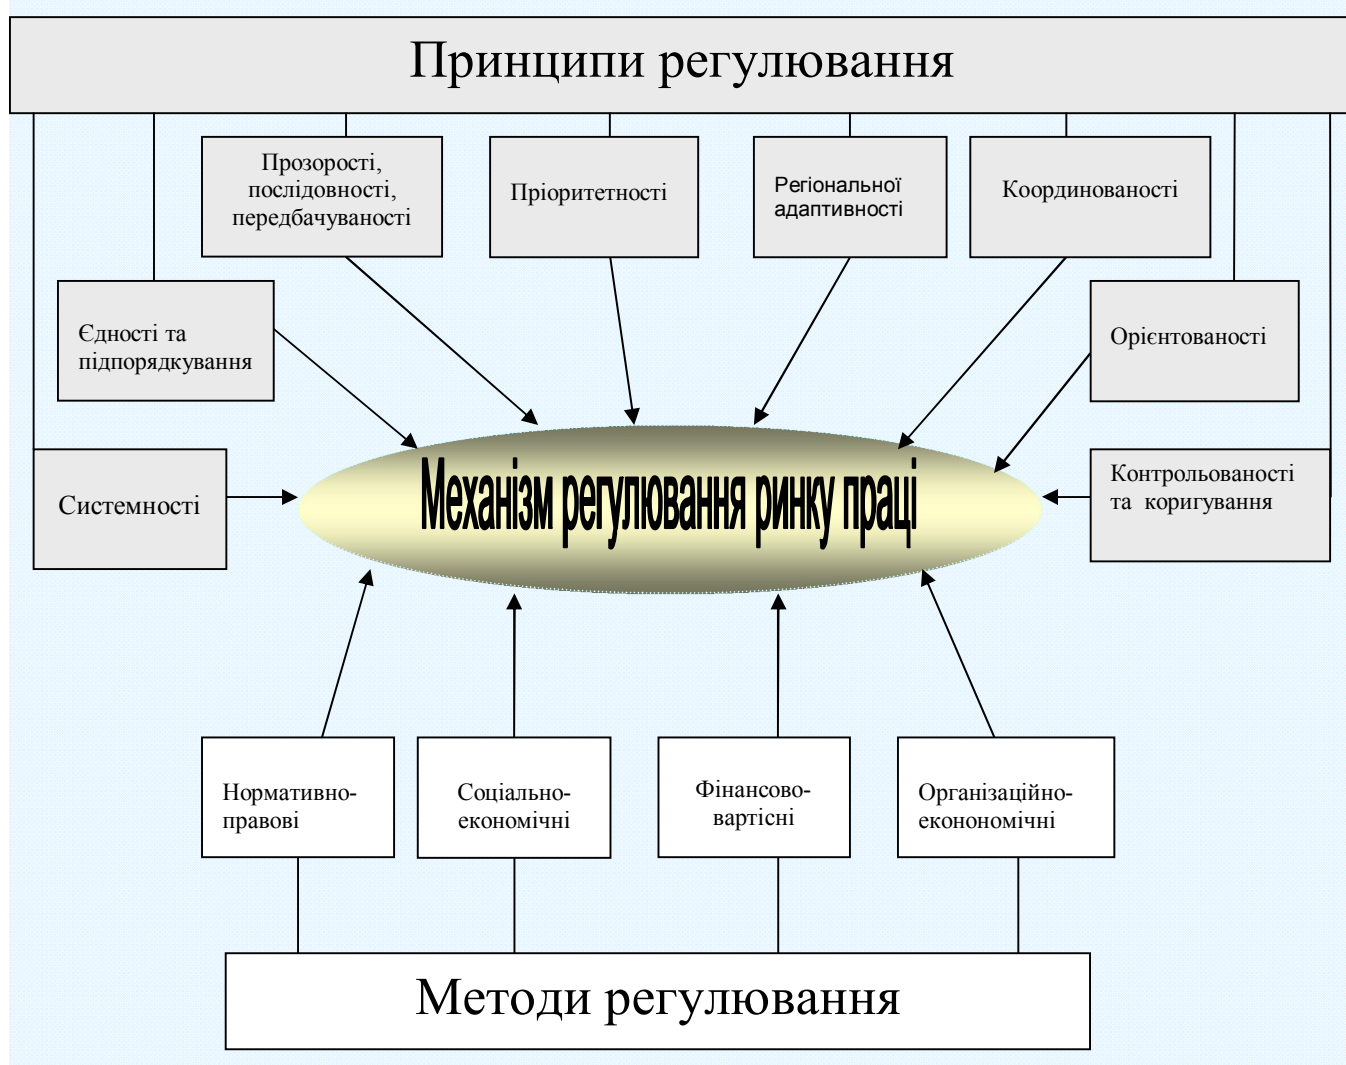 Принципи регулювання
Прозорості,
послідовності,
передбачуваності
Пріоритетності
Регіональної
адаптивності
Координованості
Єдності та
підпорядкування
Орієнтованості
Системності
Механізм регулювання ринку праці
Контрольованості
та коригування
Нормативно-
правові
Соціально-
економічні
Фінансово-
вартісні
Організаційно-
економономічні
Методи регулювання